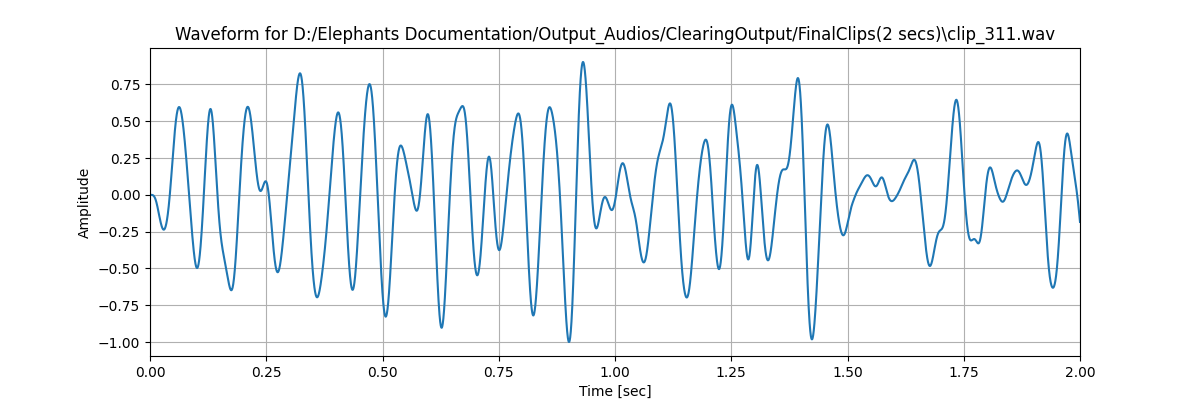 Waveform for D:/Elephants Documentation/Output_Audios/ClearingOutput/FinalClips(2 secs)\clip_311.wav
Amplitude
0.75
0.50
0.25
0.00
−0.25
−0.50
−0.75
−1.00
0.00 0.25 0.50 0.75 1.00 1.25 1.50 1.75 2.00
Time [sec]